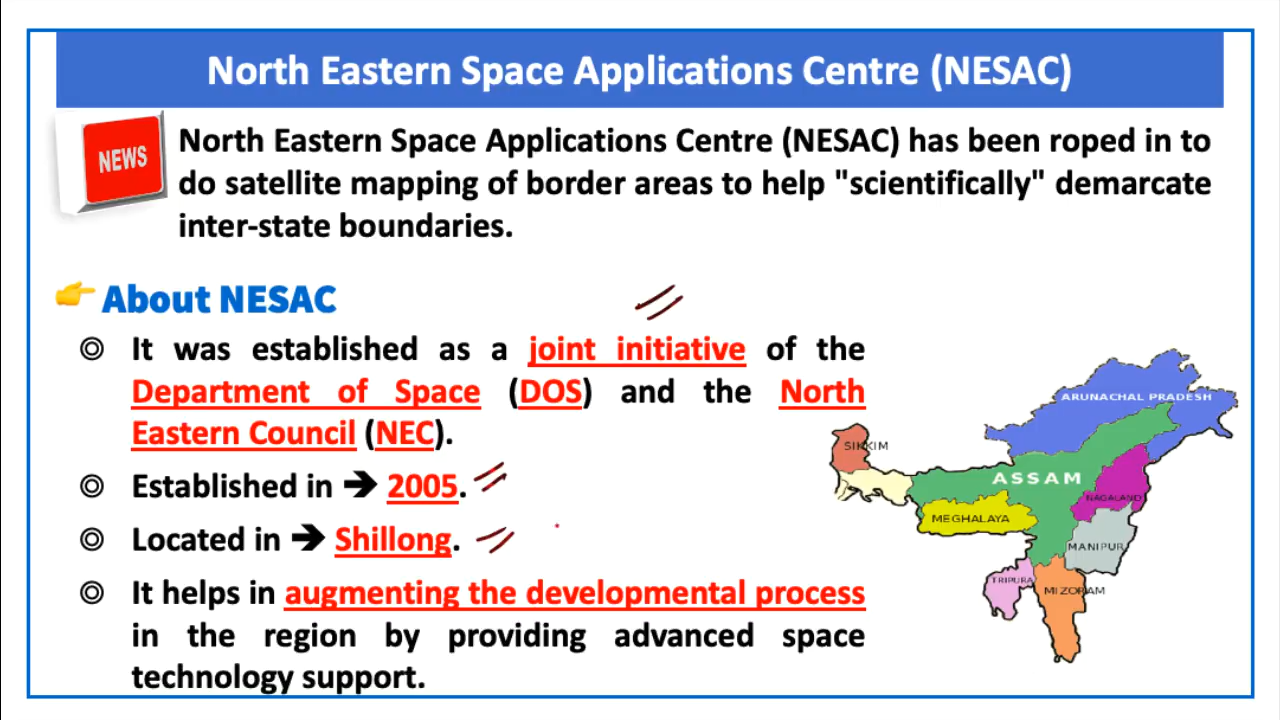 North Eastern Space Applications Centre (NESAC)
NEWS
North Eastern Space Applications Centre (NESAC) has been roped in to
do satellite mapping of border areas to help "scientifically" demarcate
inter-state boundaries.
About NESAC
It was established as a joint initiative of the
Department of Space (DOS) and the North
Eastern Council (NEC).
Established in ➔ 2005.
Located in ➔ Shillong.
It helps in augmenting the developmental process
in the region by providing advanced space
technology support.
ARUNACHAL PRADESH
SIKKIM
ASSAM
NAGALAND
MEGHALAYA
MANIPUR
TRIPURA
MIZORAM